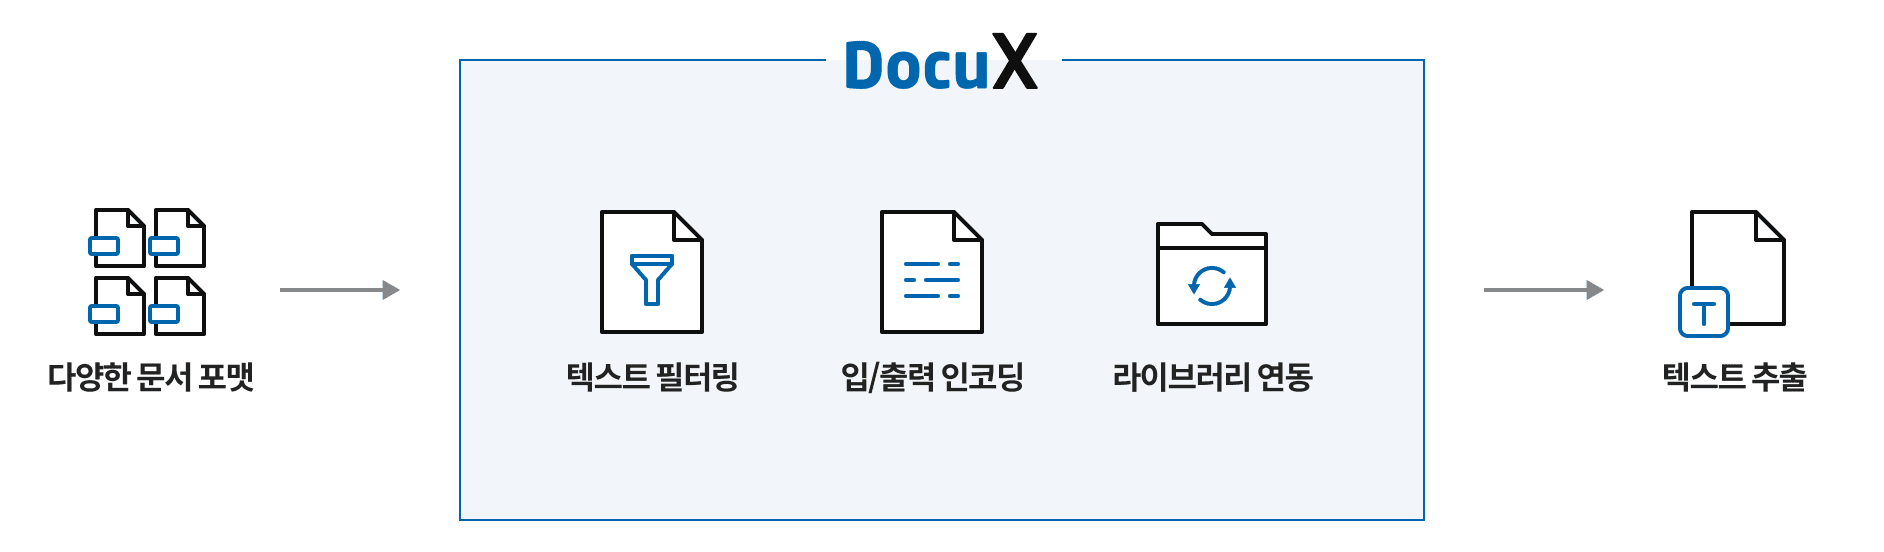 DocuX
다양한 문서 포맷
텍스트 필터링
입/출력 인코딩
라이브러리 연동
T
텍스트 추출